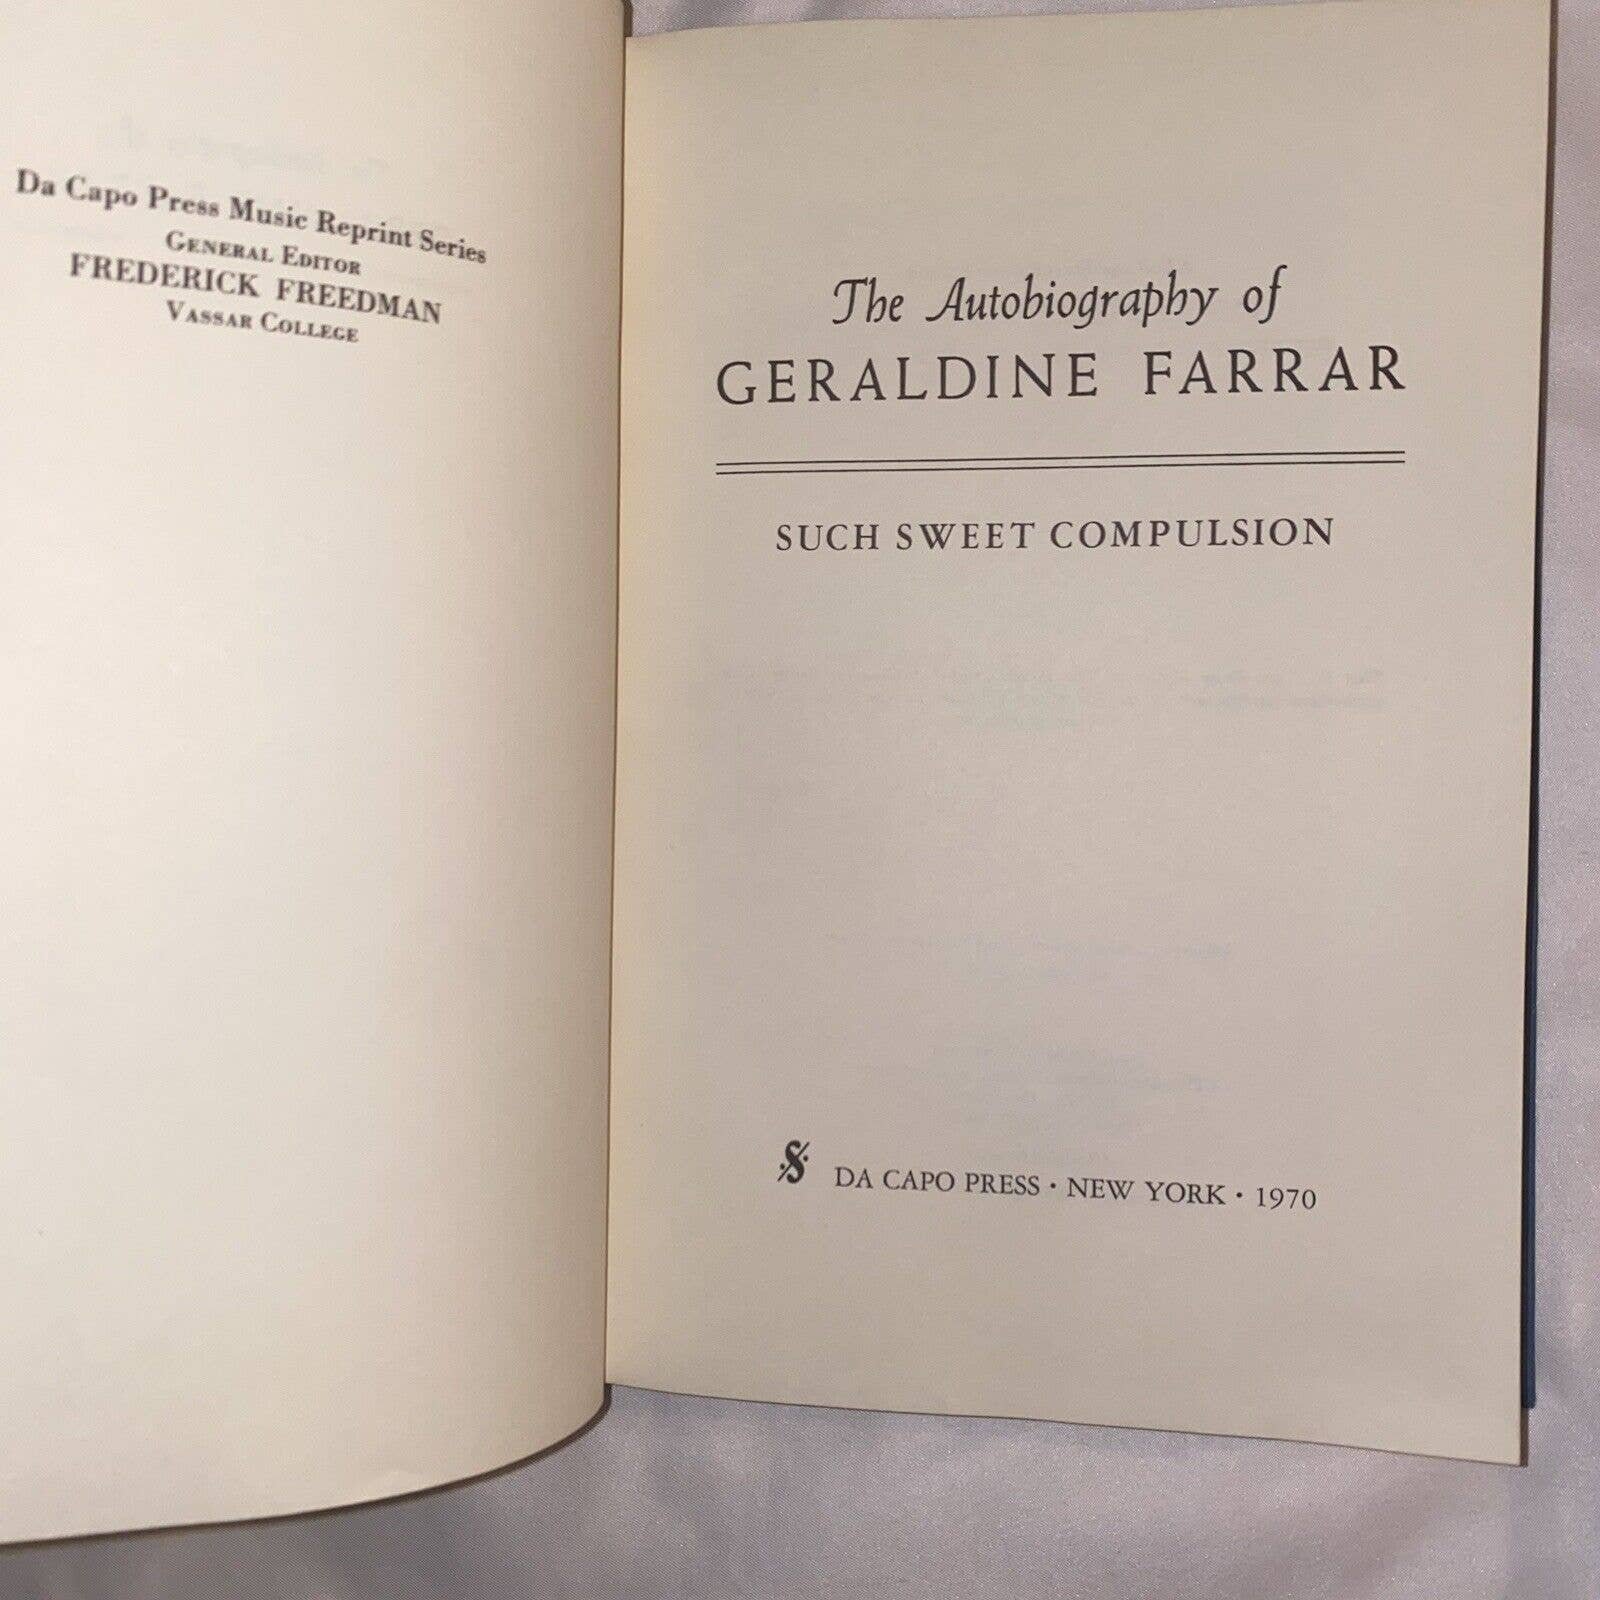 Da Capo Press Music Reprint Series
GENERAL EDITOR
FREDERICK FREEDMAN
VASSAR COLLEGE
The Autobiography of
GERALDINE FARRAR
SUCH SWEET COMPULSION
DA CAPO PRESS • NEW YORK • 1970